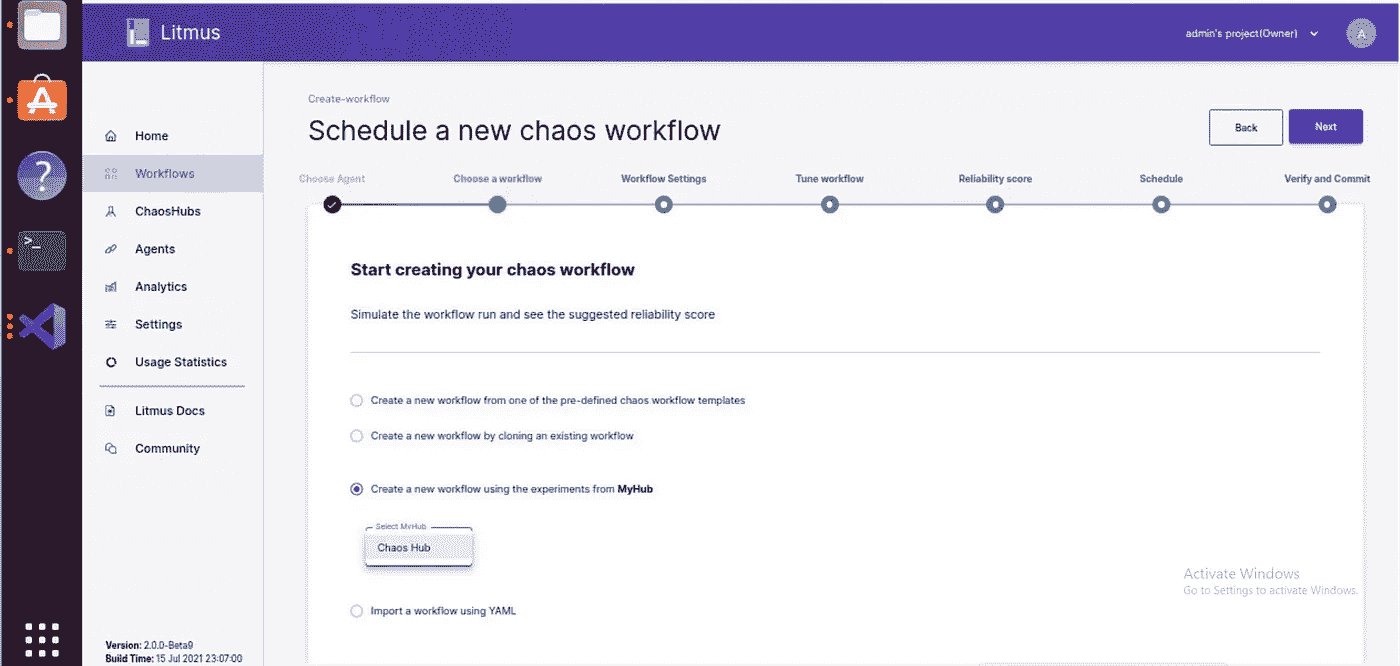 Litmus
admin's project(Owner)
A
Home
Workflows
ChaosHubs
Agents
Analytics
Settings
Usage Statistics
Litmus Docs
Community
Version: 2.0.0-Beta9
Build Time: 15 Jul 2021 23:07:00
Create-workflow
Schedule a new chaos workflow
Back
Next
Choose Agent
Choose a workflow
Workflow Settings
Tune workflow
Reliability score
Schedule
Verify and Commit
Start creating your chaos workflow
Simulate the workflow run and see the suggested reliability score
Create a new workflow from one of the pre-defined chaos workflow templates
Create a new workflow by cloning an existing workflow
Create a new workflow using the experiments from MyHub
Select MyHub
Chaos Hub
Import a workflow using YAML
Activate Windows
Go to Settings to activate Windows.